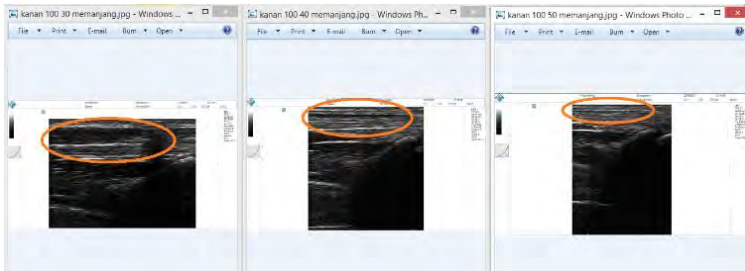 kanan 100 30 memanjang.jpg - Windows ...
File Print E-mail Burn Open
kanan 100 40 memanjang.jpg - Windows Ph...
File Print E-mail Burn Open
kanan 100 50 memanjang.jpg - Windows Photo ...
File Print E-mail Burn Open